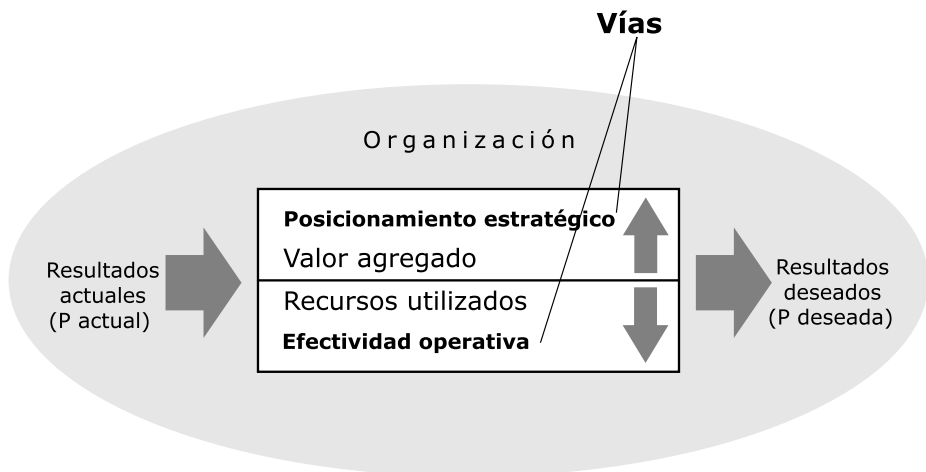 Vías
Organización
Posicionamiento estratégico
Valor agregado
Resultados
actuales
(P actual)
Recursos utilizados
Efectividad operativa
Resultados
deseados
(P deseada)